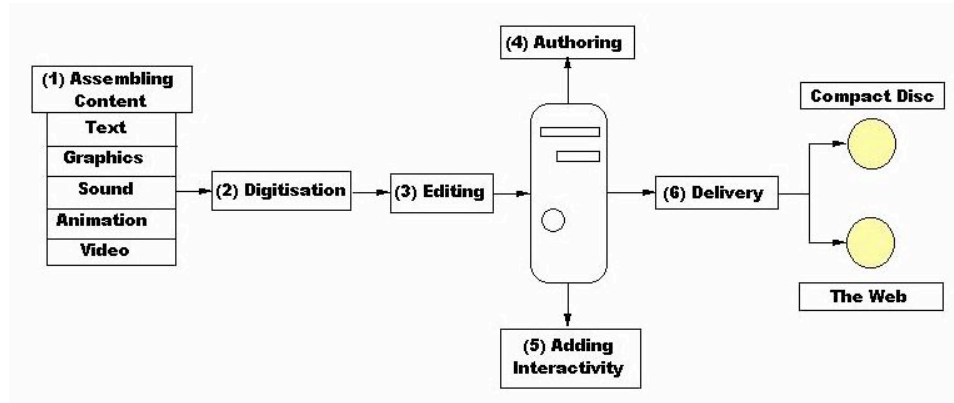 (4) Authoring
(1) Assembling
Content
Text
Graphics
Sound
Animation
Video
(2) Digitisation
(3) Editing
(5) Adding
Interactivity
(6) Delivery
Compact Disc
The Web